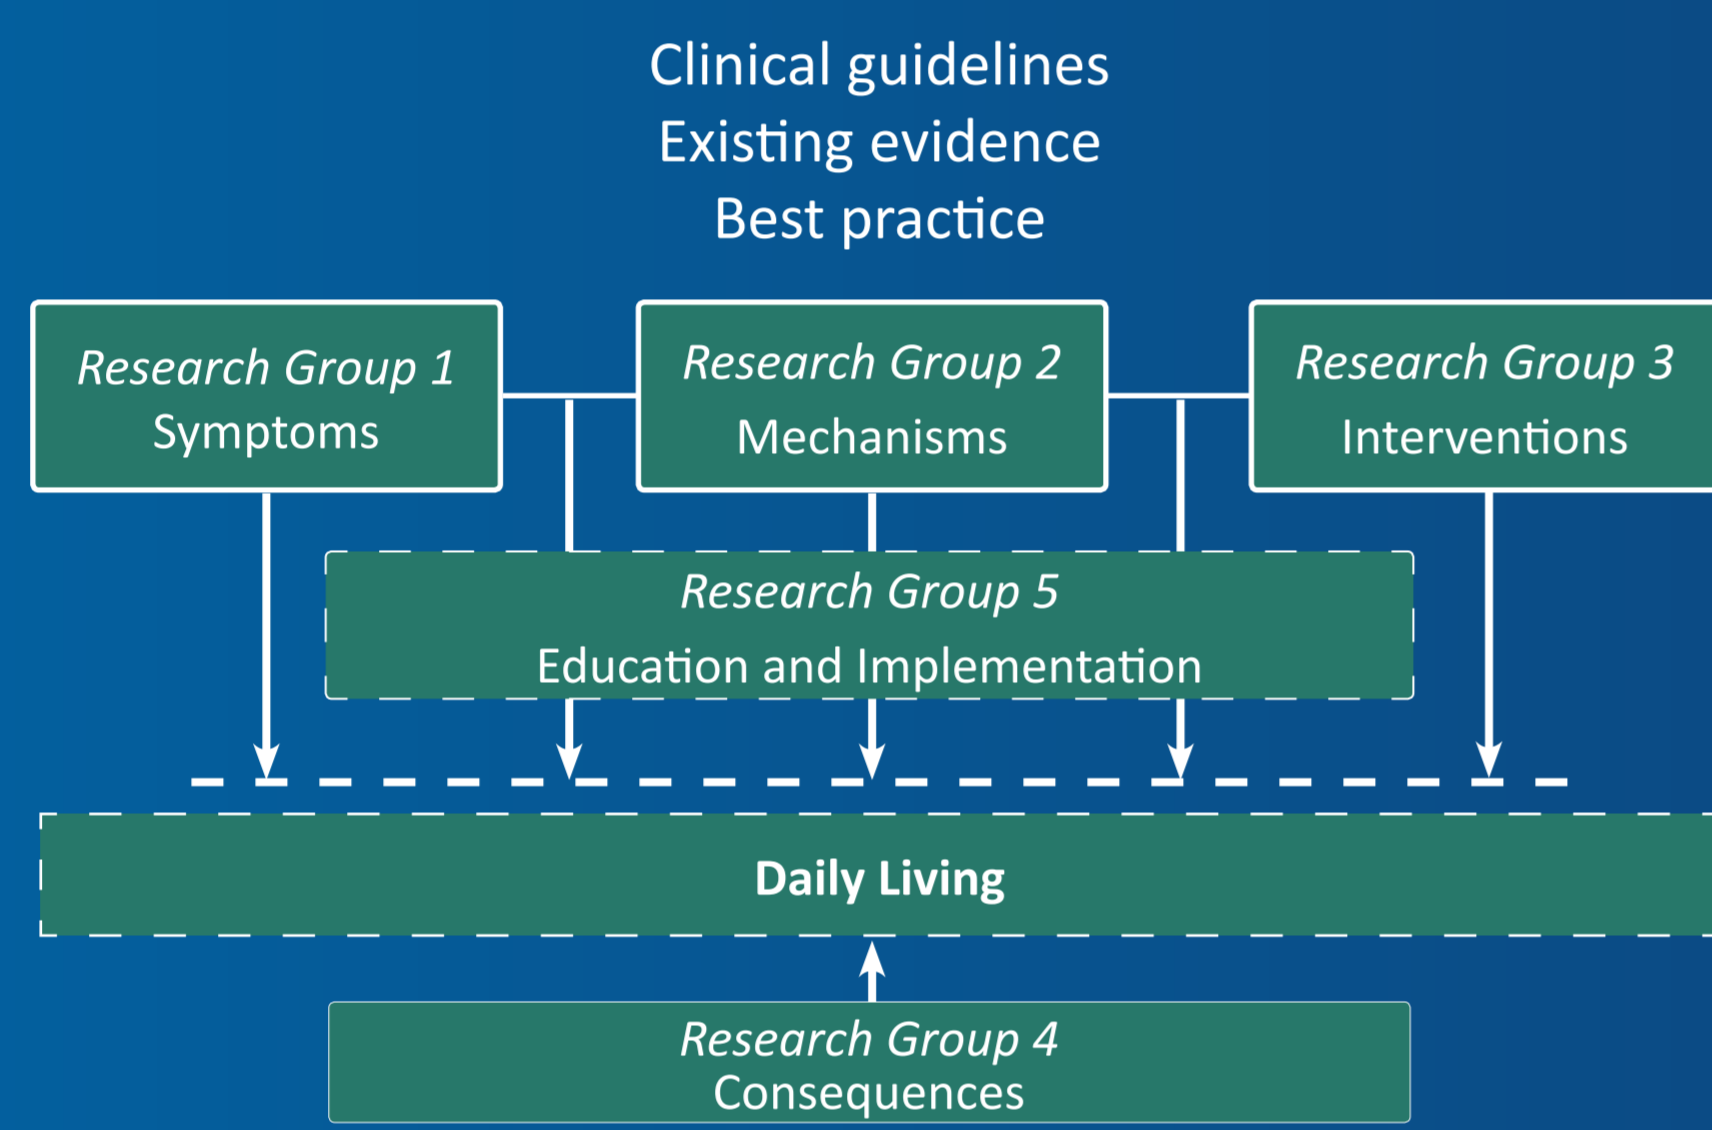 Clinical guidelines
Existing evidence
Best practice
Research Group 1
Symptoms
Research Group 2
Mechanisms
Research Group 3
Interventions
Research Group 5
Education and Implementation
Daily Living
Research Group 4
Consequences